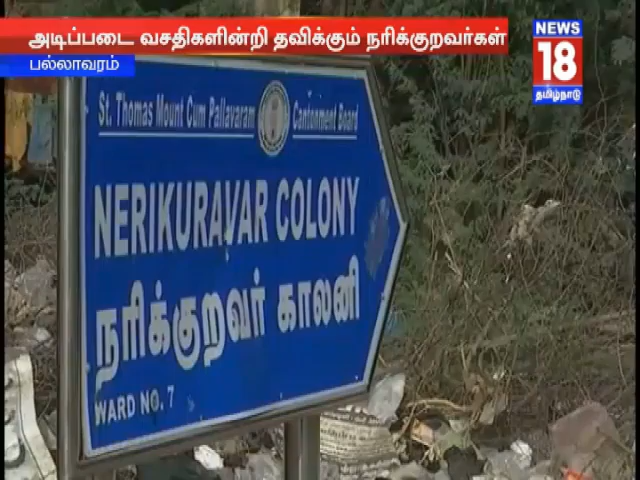 அடிப்படை வசதிகளின்றி தவிக்கும் நரிக்குறவர்கள்
பல்லாவரம்
NEWS
18
தமிழ்நாடு
St. Thomas Mount Cum Pallavaram Cantonment Board
NERIKURAVAR COLONY
நரிக்குறவர் காலனி
WARD NO. 7